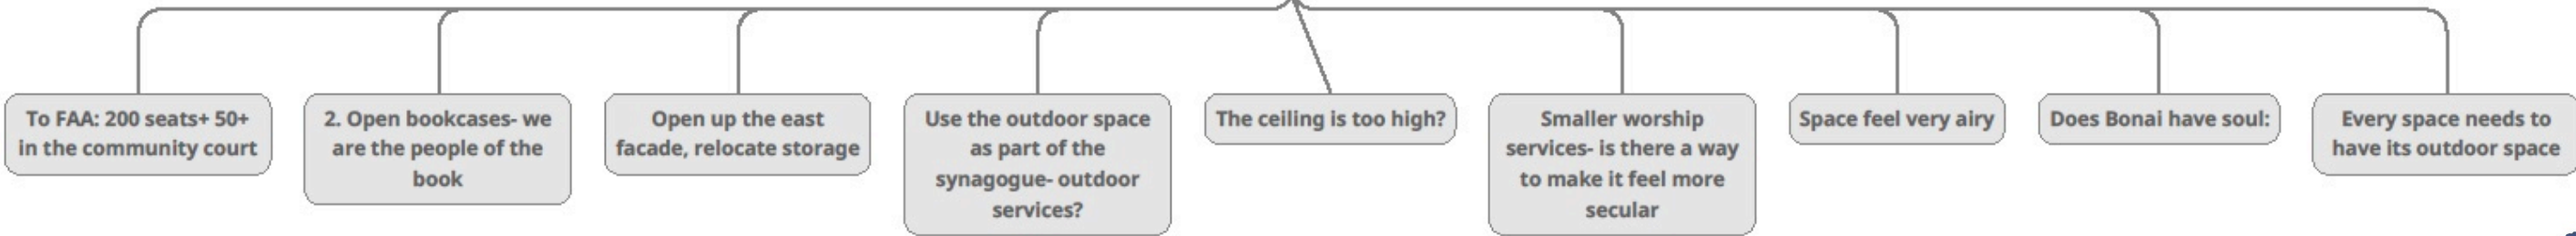 To FAA: 200 seats+ 50+
in the community court
2. Open bookcases- we
are the people of the
book
Open up the east
facade, relocate storage
Use the outdoor space
as part of the
synagogue- outdoor
services?
The ceiling is too high?
Smaller worship
services- is there a way
to make it feel more
secular
Space feel very airy
Does Bonai have soul:
Every space needs to
have its outdoor space